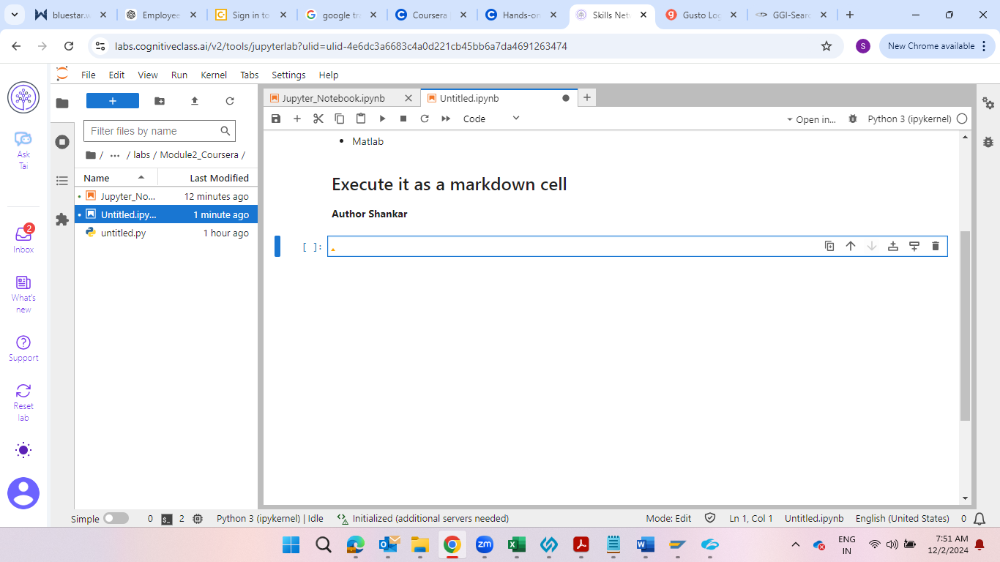 bluestar.w
Employee
Sign in to
google tra
Coursera
Hands-on
Skills Net
Gusto Log
GGI-Searc
labs.cognitiveclass.ai/v2/tools/jupyterlab?ulid=ulid-4e6dc3a6683c4a0d221cb45bb6a7da4691263474
S
New Chrome available
File Edit View Run Kernel Tabs Settings Help
Ask
Tai
2
Inbox
What's
new
Support
Reset
lab
Filter files by name
/ ··· / labs / Module2_Coursera /
Name Last Modified
Jupyter_No... 12 minutes ago
Untitled.ipy... 1 minute ago
untitled.py 1 hour ago
Jupyter_Notebook.ipynb
Untitled.ipynb
Code
Open in...
Python 3 (ipykernel)
• Matlab
Execute it as a markdown cell
Author Shankar
[ ]:
Simple 0 $_ 2 Python 3 (ipykernel) | Idle Initialized (additional servers needed) Mode: Edit Ln 1, Col 1 Untitled.ipynb English (United States) 0
zm
ENG
IN
7:51 AM
12/2/2024